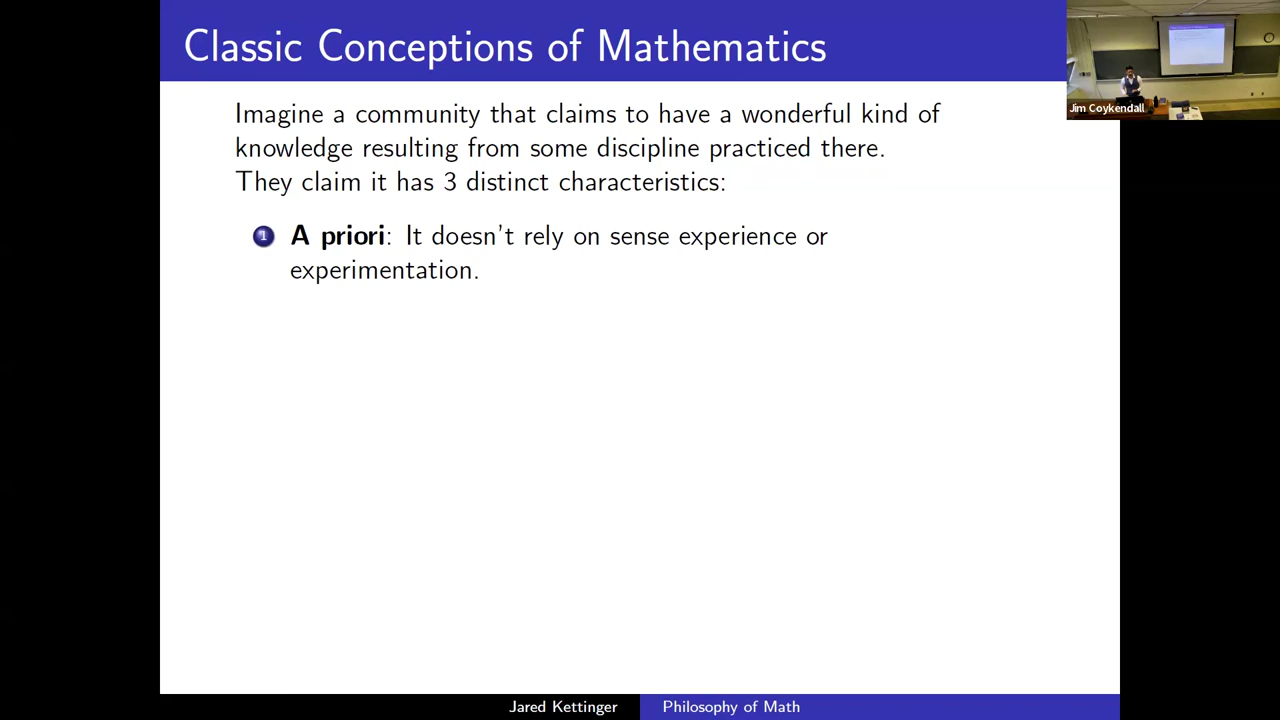 Classic Conceptions of Mathematics
Jim Coykendall
Imagine a community that claims to have a wonderful kind of
knowledge resulting from some discipline practiced there.
They claim it has 3 distinct characteristics:
1 A priori: It doesn't rely on sense experience or
experimentation.
Jared Kettinger
Philosophy of Math